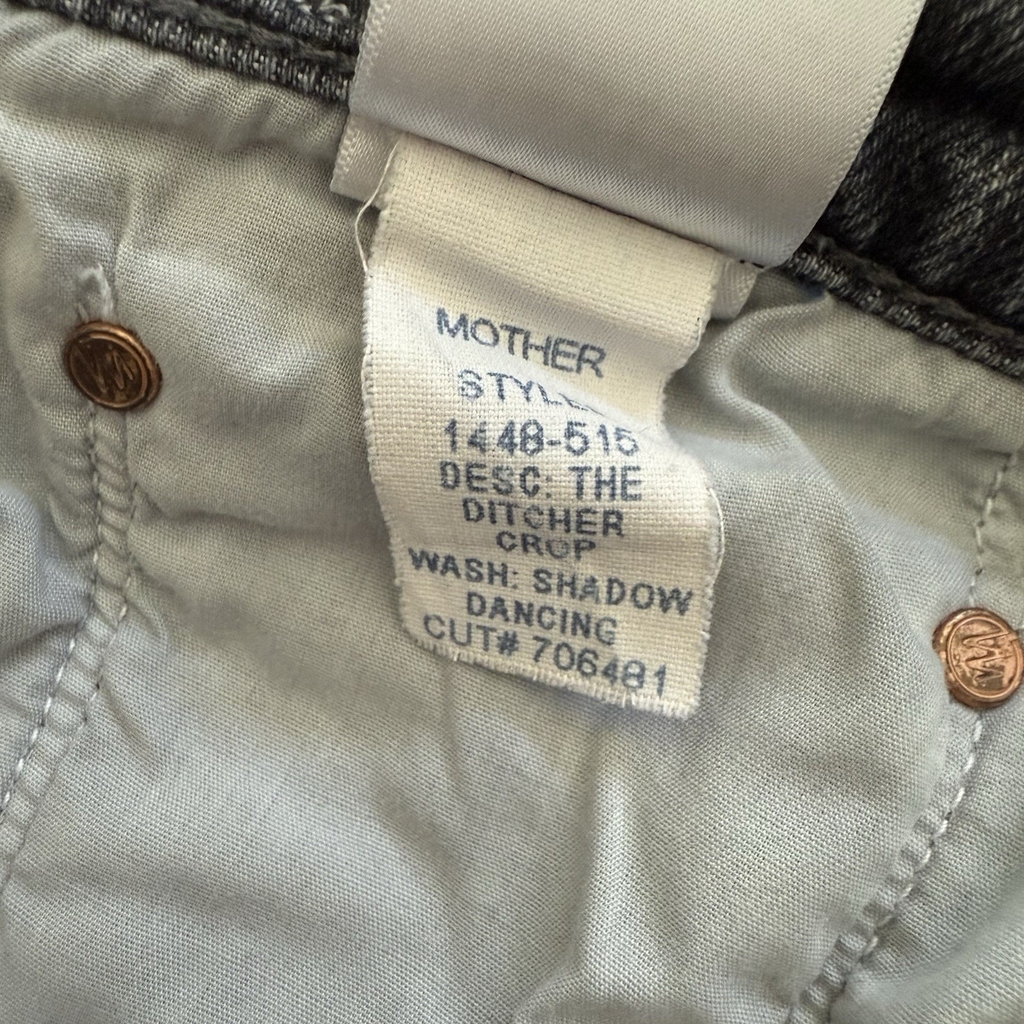 MOTHER
STYLE
1448-515
DESC: THE
DITCHER
CROP
WASH: SHADOW
DANCING
CUT# 706481